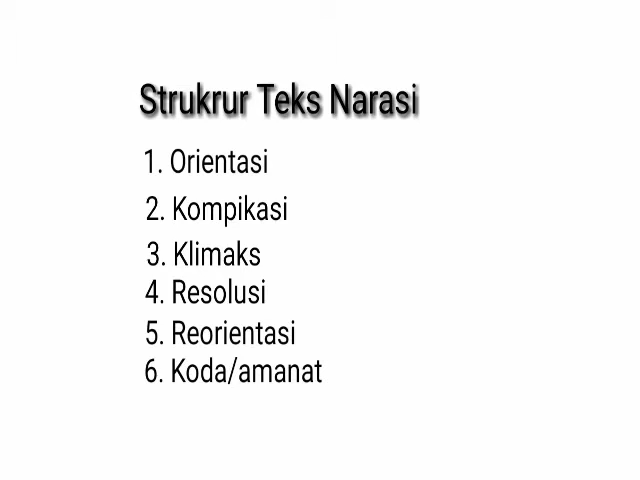 Strukrur Teks Narasi
1. Orientasi
2. Kompikasi
3. Klimaks
4. Resolusi
5. Reorientasi
6. Koda/amanat